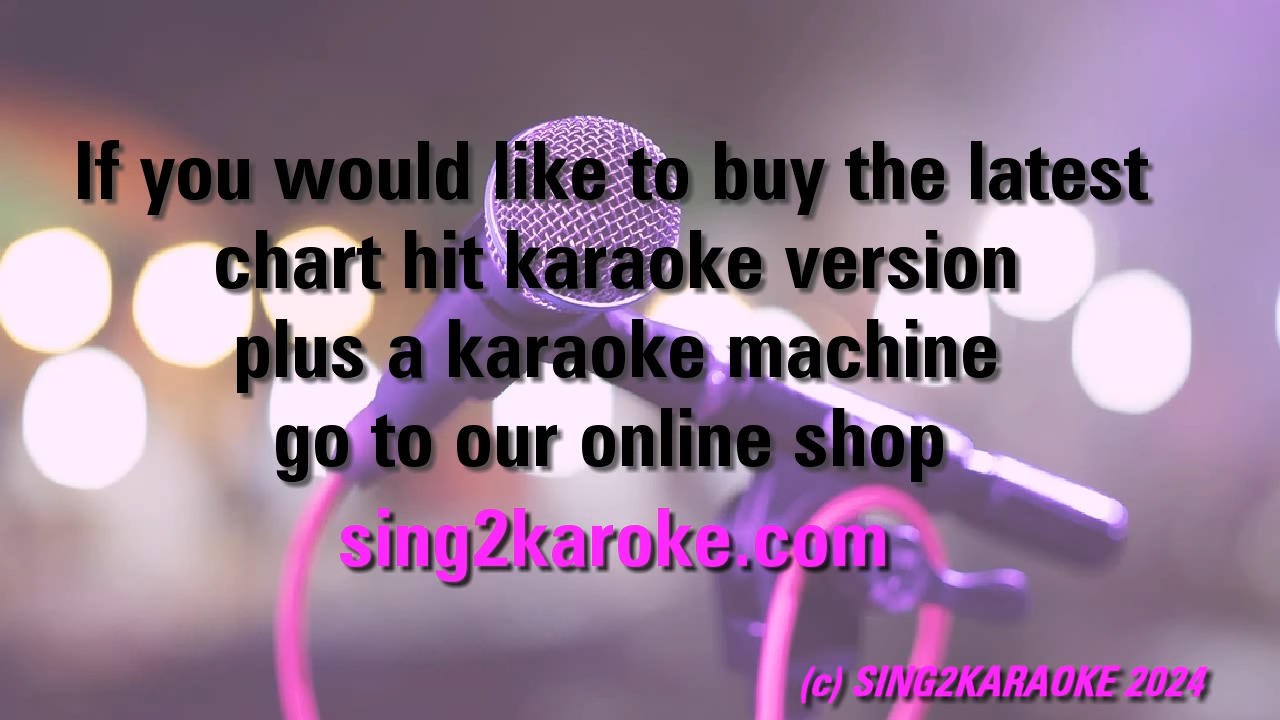 If you would like to buy the latest
chart hit karaoke version
plus a karaoke machine
go to our online shop
sing2karoke.com
(c) SING2KARAOKE 2024